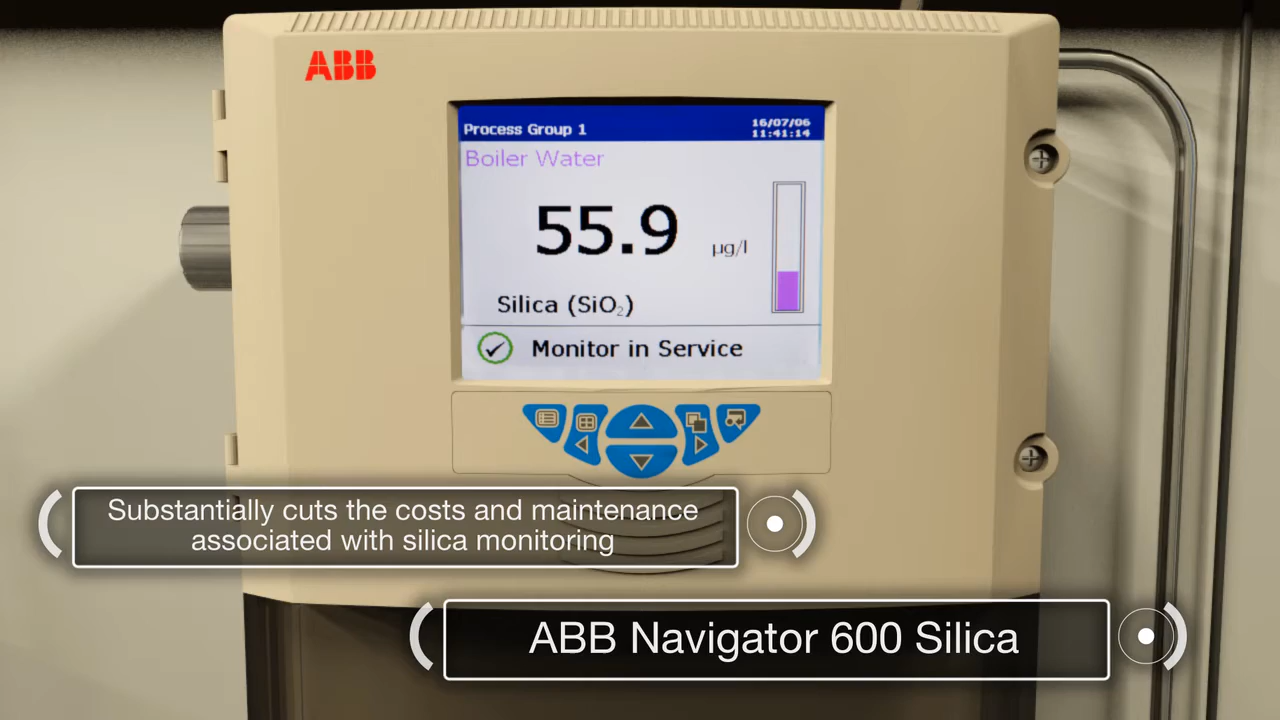 ABB
Process Group 1
16/07/06
11:41:14
Boiler Water
55.9
µg/l
Silica (SiO₂)
Monitor in Service
Substantially cuts the costs and maintenance
associated with silica monitoring
ABB Navigator 600 Silica